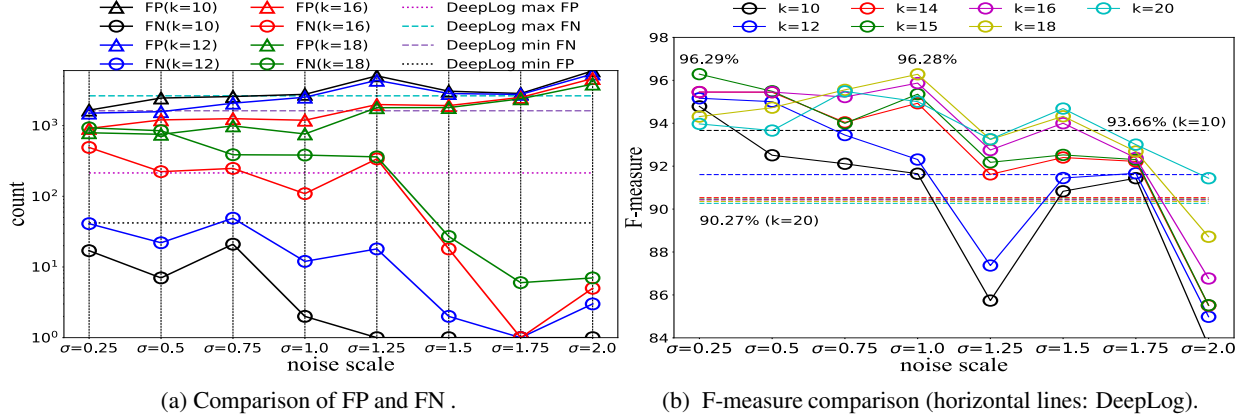 FP(k=10) FP(k=16) DeepLog max FP
FN(k=10) FN(k=16) DeepLog max FN
FP(k=12) FP(k=18) DeepLog min FN
FN(k=12) FN(k=18) DeepLog min FP
count
10³
10²
10¹
10⁰
σ=0.25 σ=0.5 σ=0.75 σ=1.0 σ=1.25 σ=1.5 σ=1.75 σ=2.0
noise scale
(a) Comparison of FP and FN .
k=10 k=14 k=16 k=20
k=12 k=15 k=18
F-measure
98
96
94
92
90
88
86
84
96.29%
96.28%
93.66% (k=10)
90.27% (k=20)
σ=0.25 σ=0.5 σ=0.75 σ=1.0 σ=1.25 σ=1.5 σ=1.75 σ=2.0
noise scale
(b) F-measure comparison (horizontal lines: DeepLog).